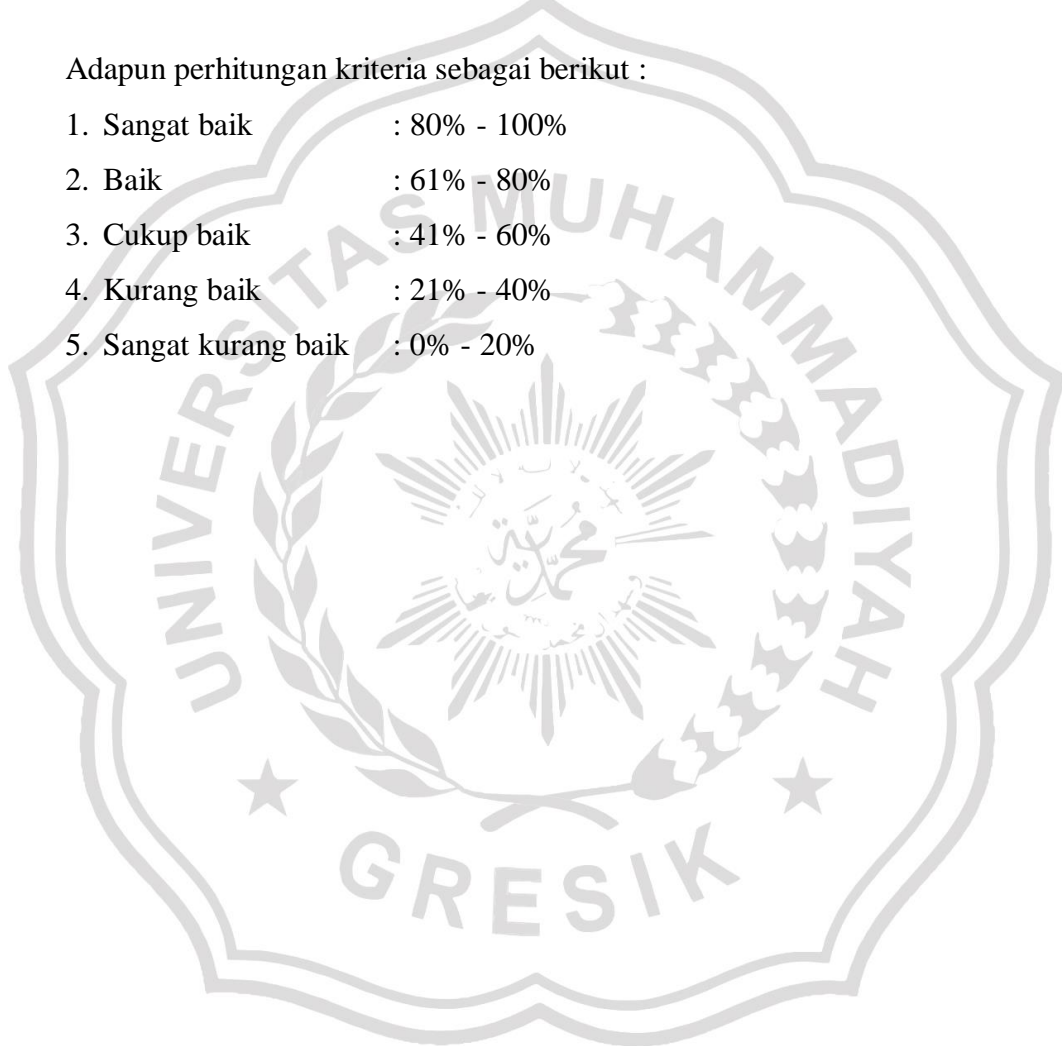 Adapun perhitungan kriteria sebagai berikut :
1. Sangat baik : 80% - 100%
2. Baik : 61% - 80%
3. Cukup baik : 41% - 60%
4. Kurang baik : 21% - 40%
5. Sangat kurang baik : 0% - 20%
UNIVERSITAS MUHAMMADIYAH
محمد
GRESIK